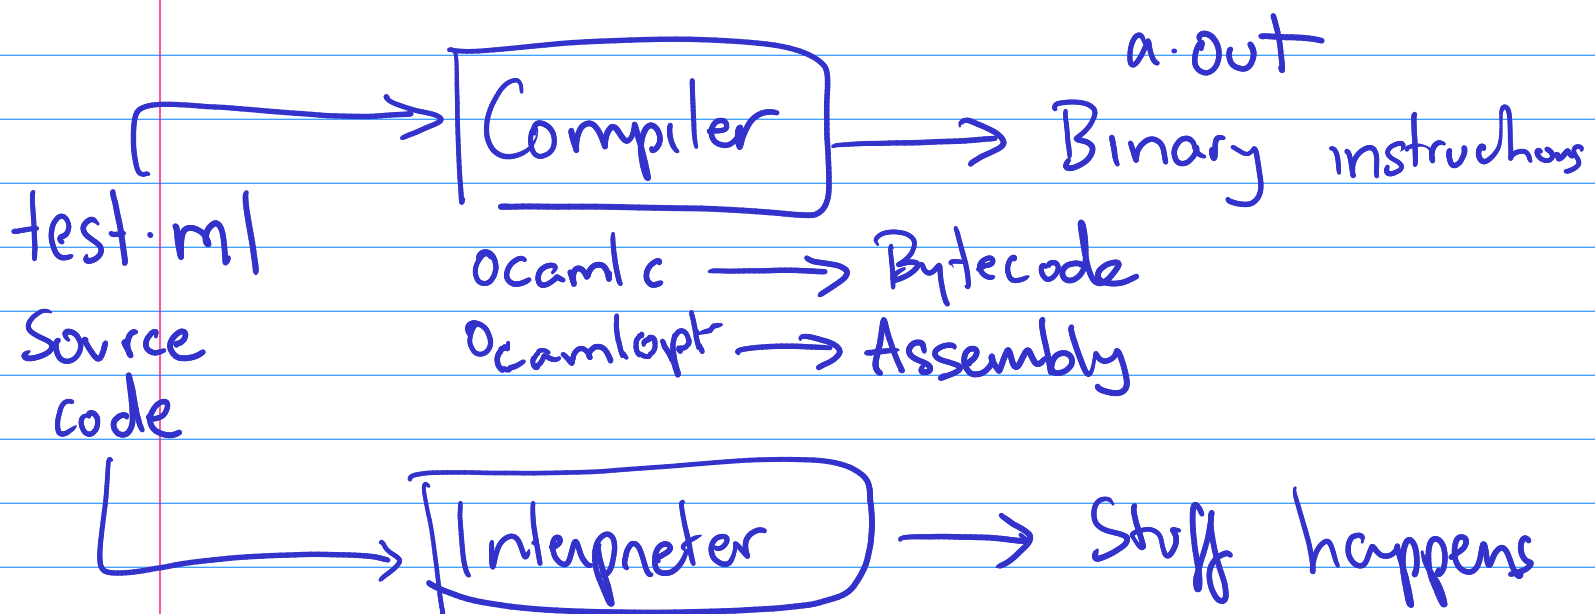 a.out
Compiler
Binary instructions
test.ml
ocamlc → Bytecode
Source
Ocamlopt → Assembly
code
Interpreter
Stuff happens